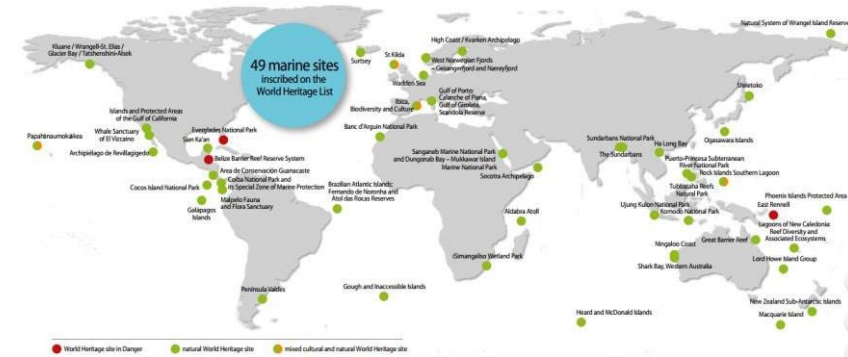 Natural System of Wrangel Island Reserve
Kluane / Wrangell-St. Elias /
Glacier Bay / Tatshenshini-Alsek
49 marine sites
inscribed on the
World Heritage List
Surtsey
St Kilda
High Coast / Kvarken Archipelago
West Norwegian Fjords
– Geirangerfjord and Nærøyfjord
Wadden Sea
Gulf of Porto:
Calanche of Piana,
Gulf of Girolata,
Scandola Reserve
Ibiza,
Biodiversity and Culture
Shiretoko
Islands and Protected Areas
of the Gulf of California
Papahānaumokuākea
Whale Sanctuary
of El Vizcaino
Archipiélago de Revillagigedo
Everglades National Park
Sian Ka'an
Belize Barrier Reef Reserve System
Banc d'Arguin National Park
Sanganeb Marine National Park
and Dungonab Bay – Mukkawar Island
Marine National Park
Socotra Archipelago
Sundarbans National Park
The Sundarbans
Ha Long Bay
Ogasawara Islands
Puerto-Princesa Subterranean
River National Park
Rock Islands Southern Lagoon
Tubbataha Reefs
Natural Park
Area de Conservación Guanacaste
Coiba National Park and
its Special Zone of Marine Protection
Cocos Island National Park
Malpelo Fauna
and Flora Sanctuary
Galápagos
Islands
Brazilian Atlantic Islands:
Fernando de Noronha and
Atol das Rocas Reserves
Aldabra Atoll
Ujung Kulon National Park
Komodo National Park
Phoenix Islands Protected Area
East Rennell
Lagoons of New Caledonia:
Reef Diversity and
Associated Ecosystems
Great Barrier Reef
Ningaloo Coast
Shark Bay, Western Australia
Lord Howe Island Group
iSimangaliso Wetland Park
Península Valdés
Gough and Inaccessible Islands
Heard and McDonald Islands
New Zealand Sub-Antarctic Islands
Macquarie Island
World Heritage site in Danger
natural World Heritage site
mixed cultural and natural World Heritage site